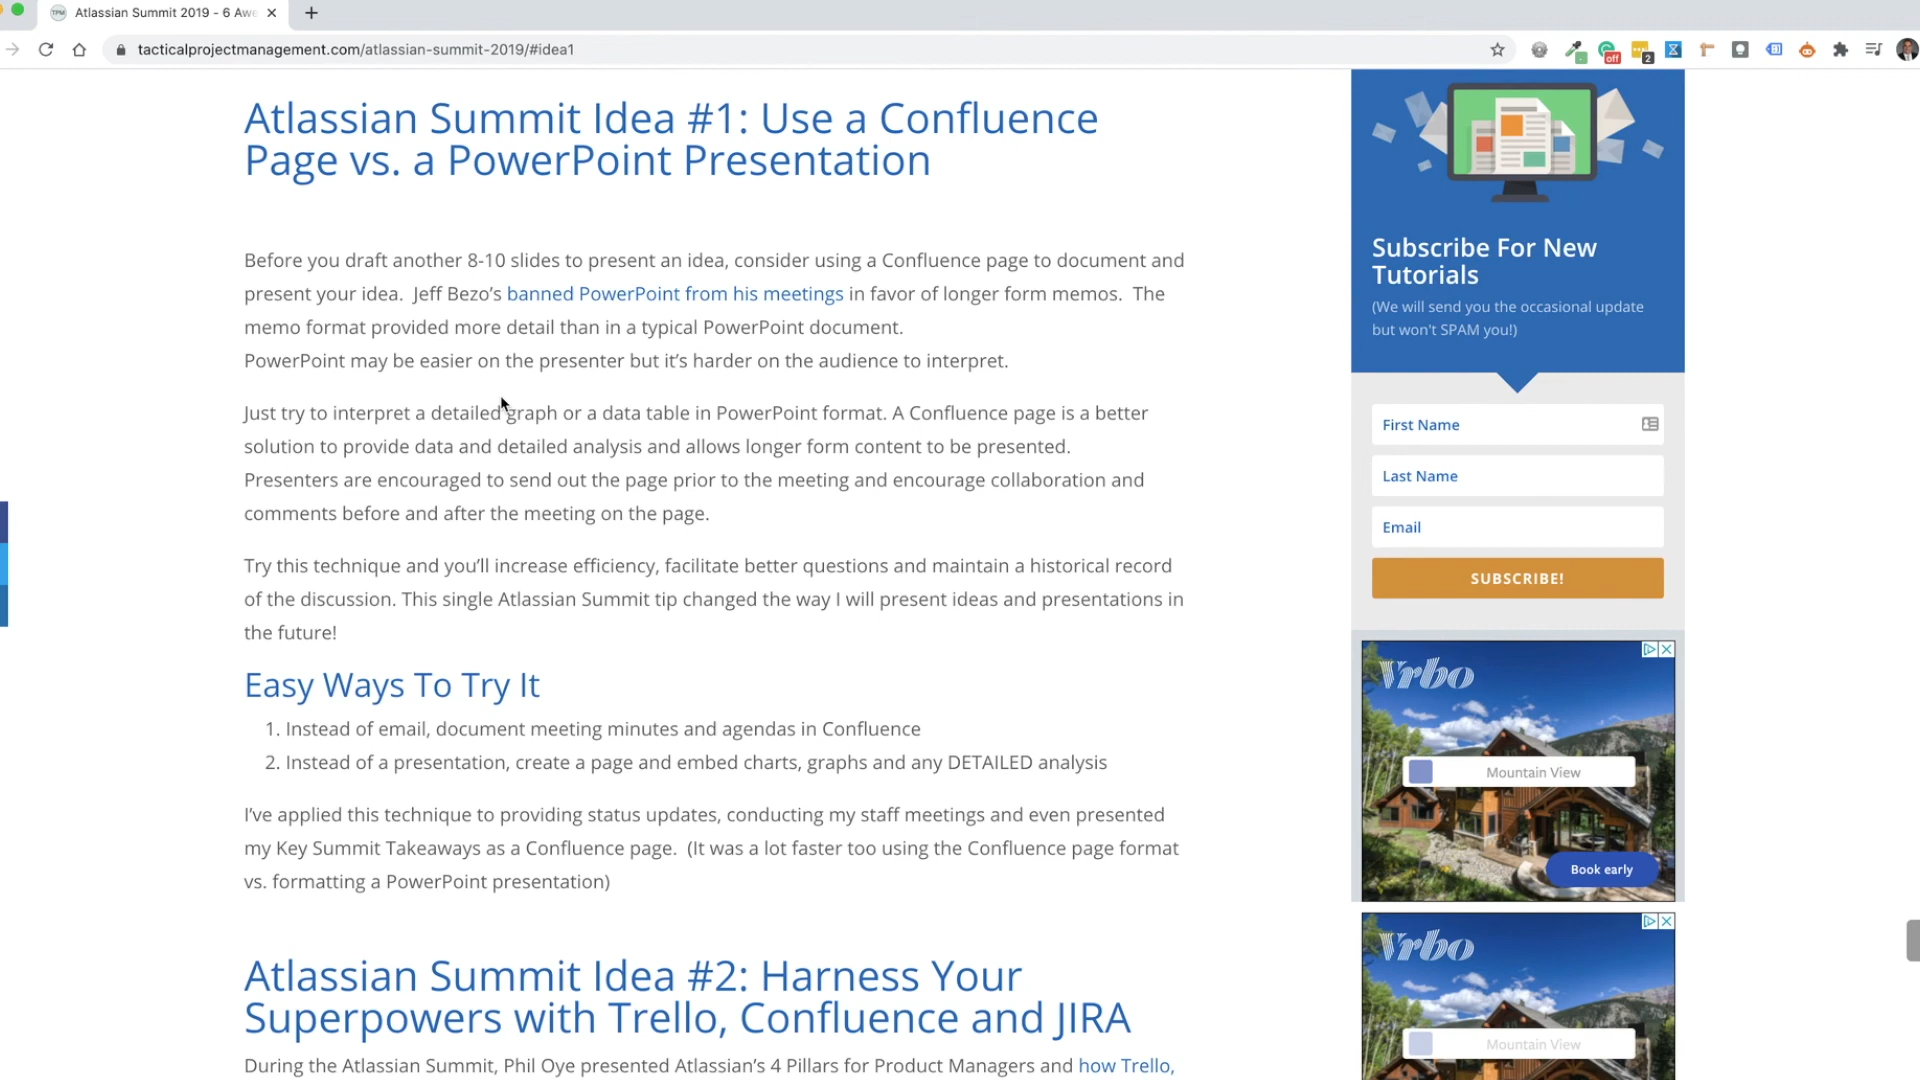 Atlassian Summit 2019 - 6 Awe
tacticalprojectmanagement.com/atlassian-summit-2019/#idea1
off
2
Atlassian Summit Idea #1: Use a Confluence
Page vs. a PowerPoint Presentation
Before you draft another 8-10 slides to present an idea, consider using a Confluence page to document and
present your idea.  Jeff Bezo’s banned PowerPoint from his meetings in favor of longer form memos.  The
memo format provided more detail than in a typical PowerPoint document.
PowerPoint may be easier on the presenter but it’s harder on the audience to interpret.
Just try to interpret a detailed graph or a data table in PowerPoint format. A Confluence page is a better
solution to provide data and detailed analysis and allows longer form content to be presented.
Presenters are encouraged to send out the page prior to the meeting and encourage collaboration and
comments before and after the meeting on the page.
Try this technique and you’ll increase efficiency, facilitate better questions and maintain a historical record
of the discussion. This single Atlassian Summit tip changed the way I will present ideas and presentations in
the future!
Easy Ways To Try It
1. Instead of email, document meeting minutes and agendas in Confluence
2. Instead of a presentation, create a page and embed charts, graphs and any DETAILED analysis
I’ve applied this technique to providing status updates, conducting my staff meetings and even presented
my Key Summit Takeaways as a Confluence page.  (It was a lot faster too using the Confluence page format
vs. formatting a PowerPoint presentation)
Atlassian Summit Idea #2: Harness Your
Superpowers with Trello, Confluence and JIRA
During the Atlassian Summit, Phil Oye presented Atlassian’s 4 Pillars for Product Managers and how Trello,
Subscribe For New
Tutorials
(We will send you the occasional update
but won't SPAM you!)
First Name
Last Name
Email
SUBSCRIBE!
Vrbo
Mountain View
Book early
Vrbo
Mountain View